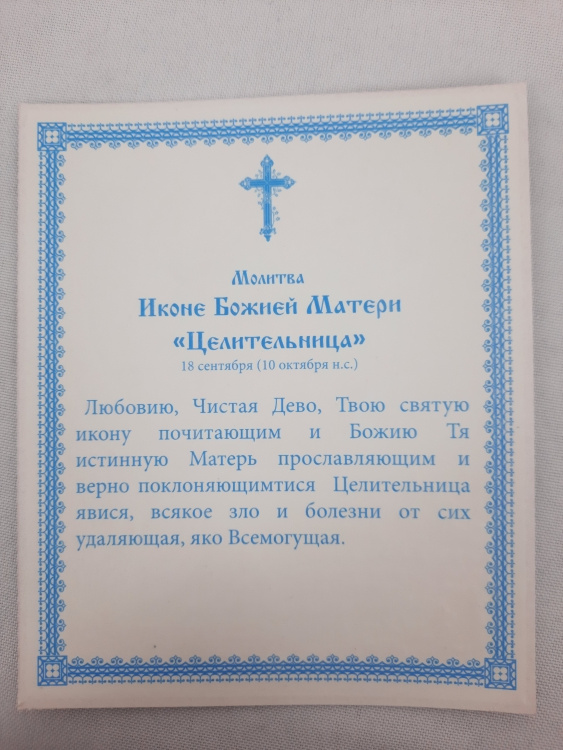 Молитва
Иконе Божией Матери
«Целительница»
18 сентября (10 октября н.с.)
Любовию, Чистая Дево, Твою святую
икону почитающим и Божию Тя
истинную Матерь прославляющим и
верно поклоняющимтися Целительница
явися, всякое зло и болезни от сих
удаляющая, яко Всемогущая.